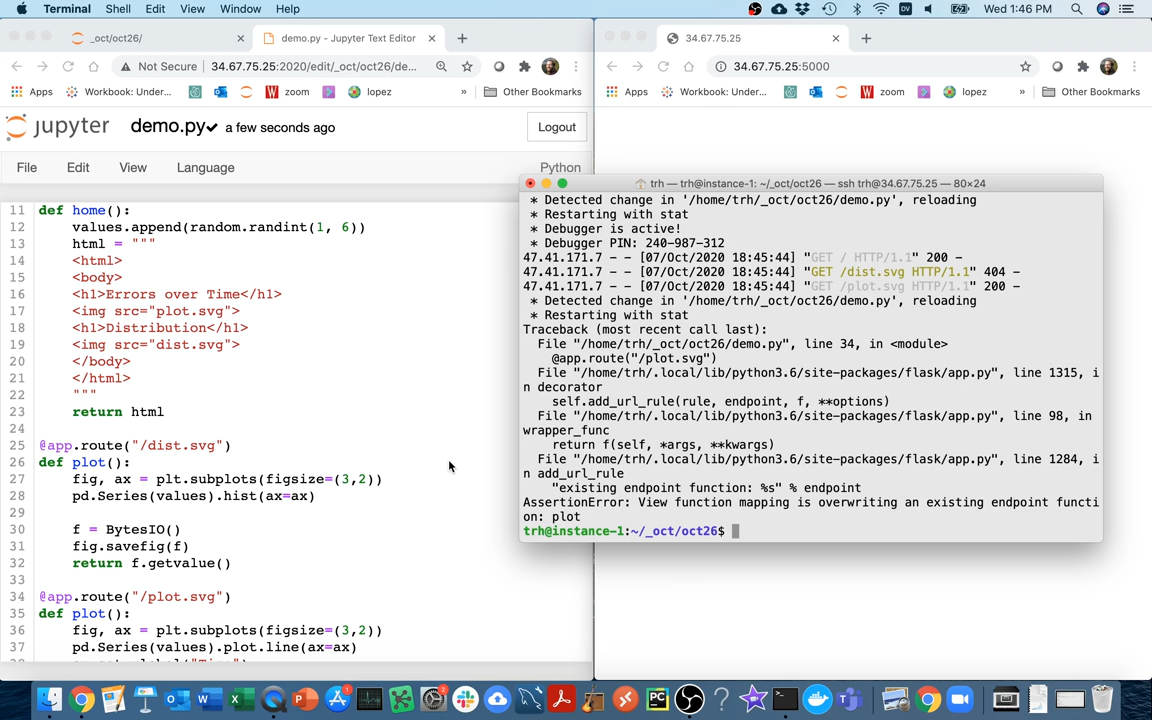 Terminal Shell Edit View Window Help
Wed 1:46 PM
_oct/oct26/
demo.py - Jupyter Text Editor
Not Secure
34.67.75.25:2020/edit/_oct/oct26/de...
Apps
Workbook: Under...
zoom
lopez
»
Other Bookmarks
jupyter
demo.py✔ a few seconds ago
Logout
File Edit View Language
Python
11 def home():
12 values.append(random.randint(1, 6))
13 html = """
14 <html>
15 <body>
16 <h1>Errors over Time</h1>
17 <img src="plot.svg">
18 <h1>Distribution</h1>
19 <img src="dist.svg">
20 </body>
21 </html>
22 """
23 return html
24
25 @app.route("/dist.svg")
26 def plot():
27 fig, ax = plt.subplots(figsize=(3,2))
28 pd.Series(values).hist(ax=ax)
29
30 f = BytesIO()
31 fig.savefig(f)
32 return f.getvalue()
33
34 @app.route("/plot.svg")
35 def plot():
36 fig, ax = plt.subplots(figsize=(3,2))
37 pd.Series(values).plot.line(ax=ax)
34.67.75.25
34.67.75.25:5000
Apps
Workbook: Under...
zoom
lopez
»
Other Bookmarks
trh — trh@instance-1: ~/_oct/oct26 — ssh trh@34.67.75.25 — 80×24
* Detected change in '/home/trh/_oct/oct26/demo.py', reloading
* Restarting with stat
* Debugger is active!
* Debugger PIN: 240-987-312
47.41.171.7 - - [07/Oct/2020 18:45:44] "GET / HTTP/1.1" 200 -
47.41.171.7 - - [07/Oct/2020 18:45:44] "GET /dist.svg HTTP/1.1" 404 -
47.41.171.7 - - [07/Oct/2020 18:45:44] "GET /plot.svg HTTP/1.1" 200 -
* Detected change in '/home/trh/_oct/oct26/demo.py', reloading
* Restarting with stat
Traceback (most recent call last):
File "/home/trh/_oct/oct26/demo.py", line 34, in <module>
@app.route("/plot.svg")
File "/home/trh/.local/lib/python3.6/site-packages/flask/app.py", line 1315, i
n decorator
self.add_url_rule(rule, endpoint, f, **options)
File "/home/trh/.local/lib/python3.6/site-packages/flask/app.py", line 98, in
wrapper_func
return f(self, *args, **kwargs)
File "/home/trh/.local/lib/python3.6/site-packages/flask/app.py", line 1284, i
n add_url_rule
"existing endpoint function: %s" % endpoint
AssertionError: View function mapping is overwriting an existing endpoint functi
on: plot
trh@instance-1:~/_oct/oct26$